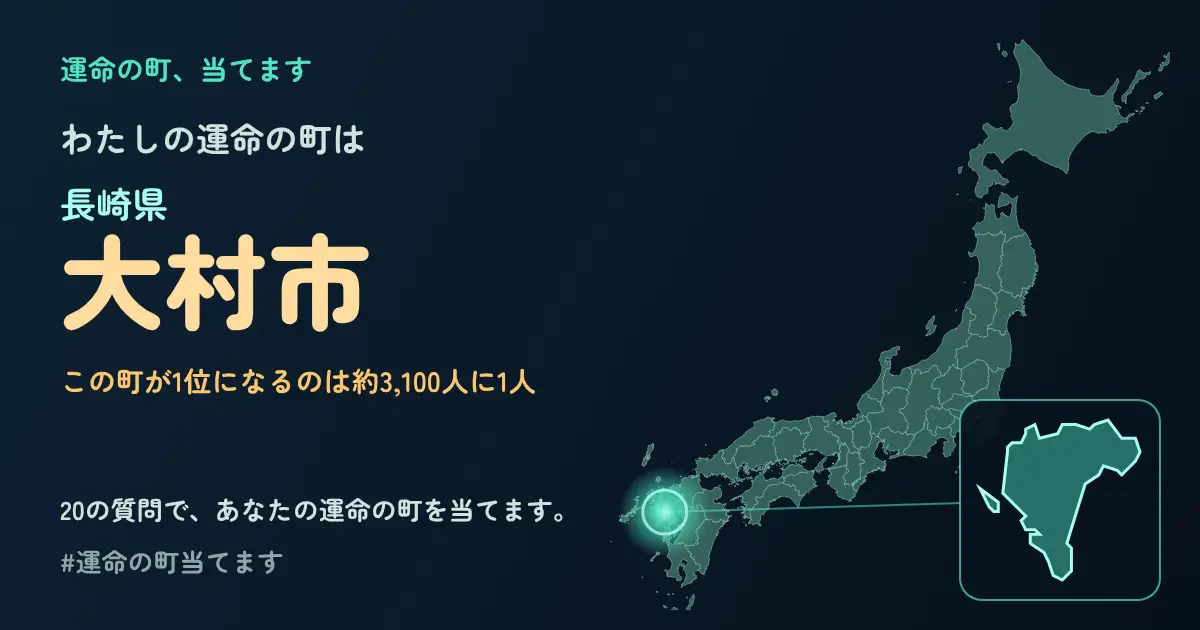 運命の町、当てます
わたしの運命の町は
長崎県
大村市
この町が1位になるのは約3,100人に1人
20の質問で、あなたの運命の町を当てます。
#運命の町当てます